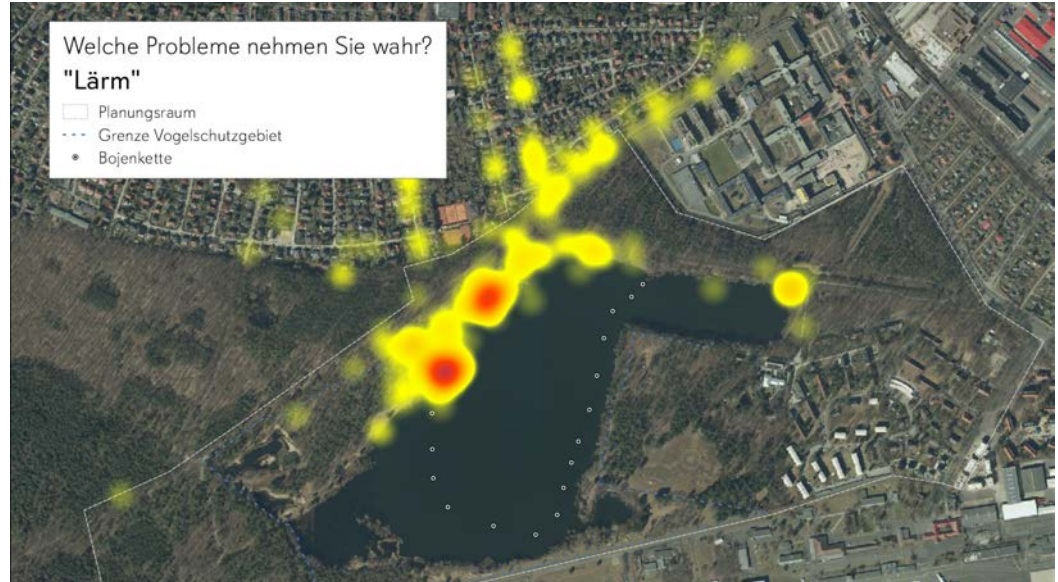 Welche Probleme nehmen Sie wahr?
"Lärm"
Planungsraum
Grenze Vogelschutzgebiet
Bojenkette